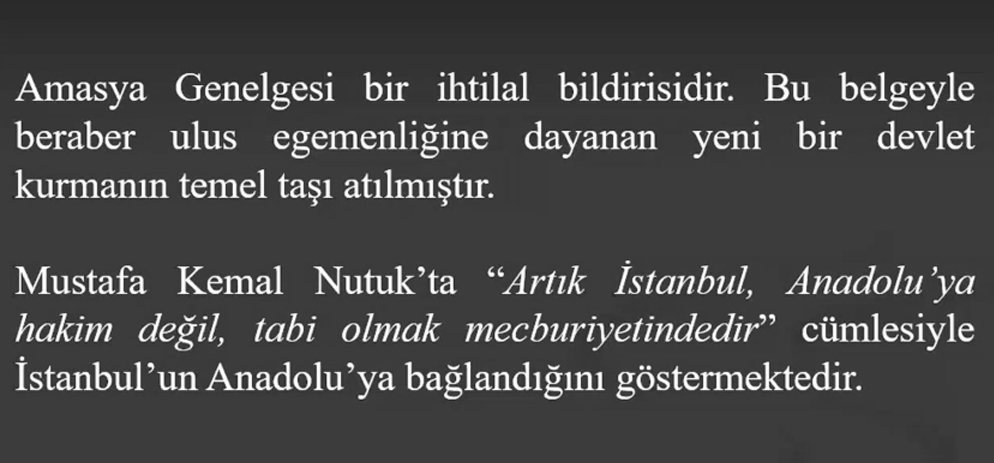 Amasya Genelgesi bir ihtilal bildirisidir. Bu belgeyle
beraber ulus egemenliğine dayanan yeni bir devlet
kurmanın temel taşı atılmıştır.
Mustafa Kemal Nutuk’ta “Artık İstanbul, Anadolu’ya
hakim değil, tabi olmak mecburiyetindedir” cümlesiyle
İstanbul’un Anadolu’ya bağlandığını göstermektedir.